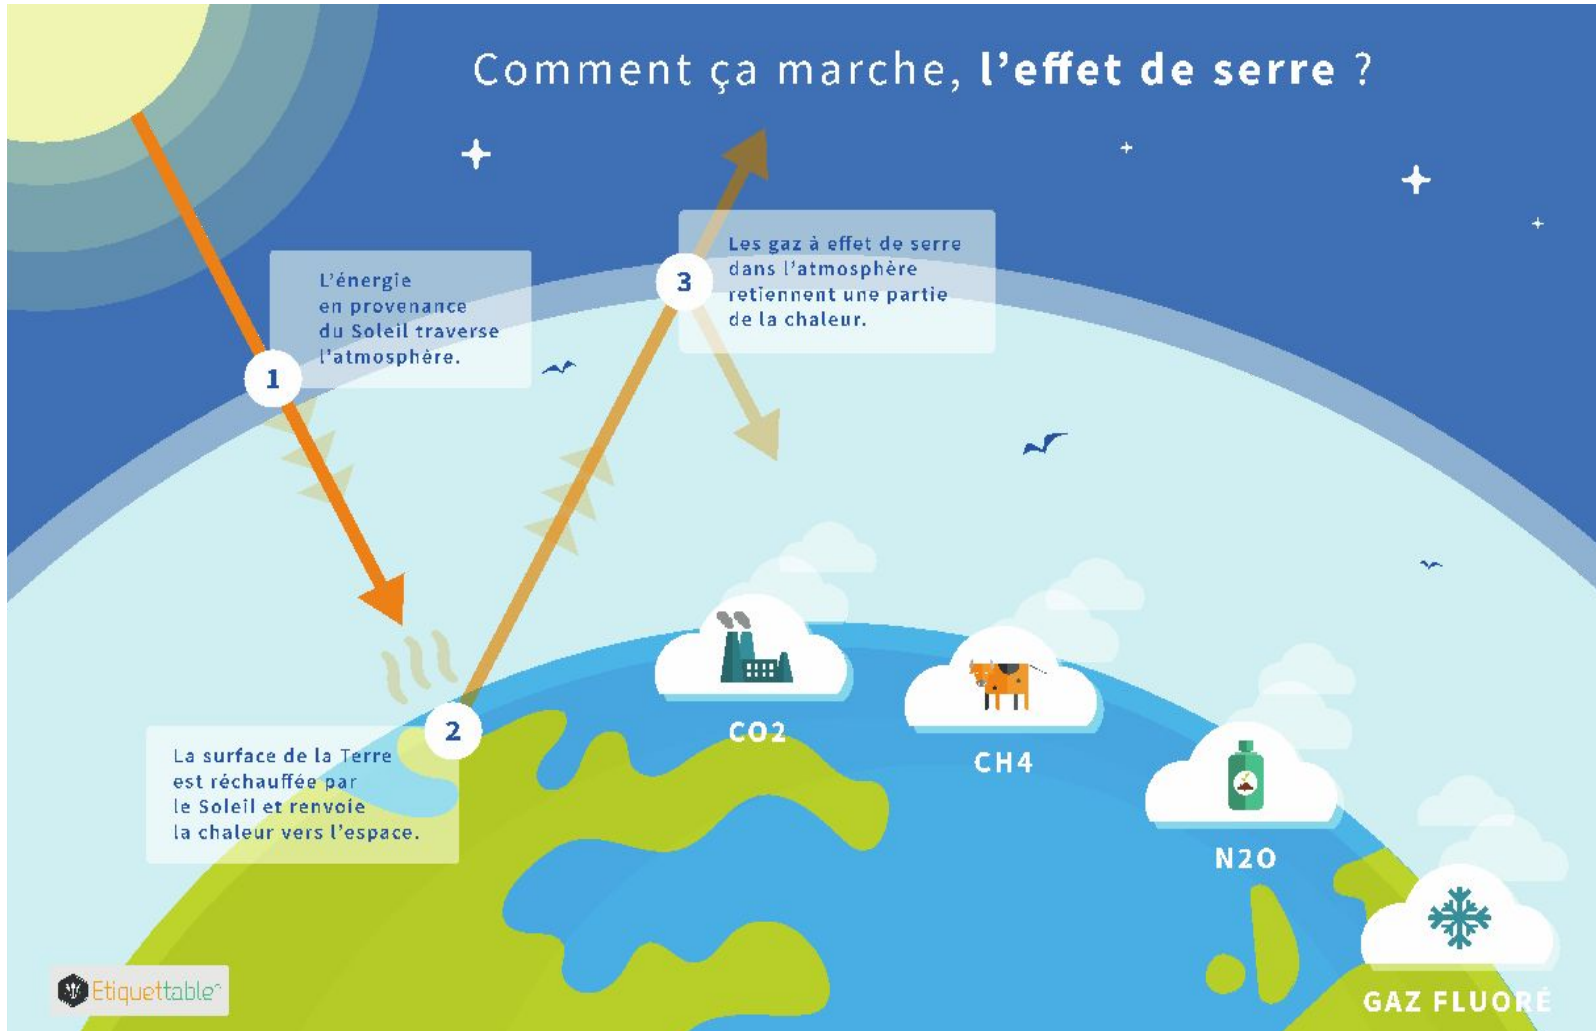 Comment ça marche, l'effet de serre ?
L'énergie
en provenance
du Soleil traverse
l'atmosphère.
1
Les gaz à effet de serre
dans l'atmosphère
retiennent une partie
de la chaleur.
3
2
La surface de la Terre
est réchauffée par
le Soleil et renvoie
la chaleur vers l'espace.
CO2
CH4
N2O
GAZ FLUORÉ
Etiquettable